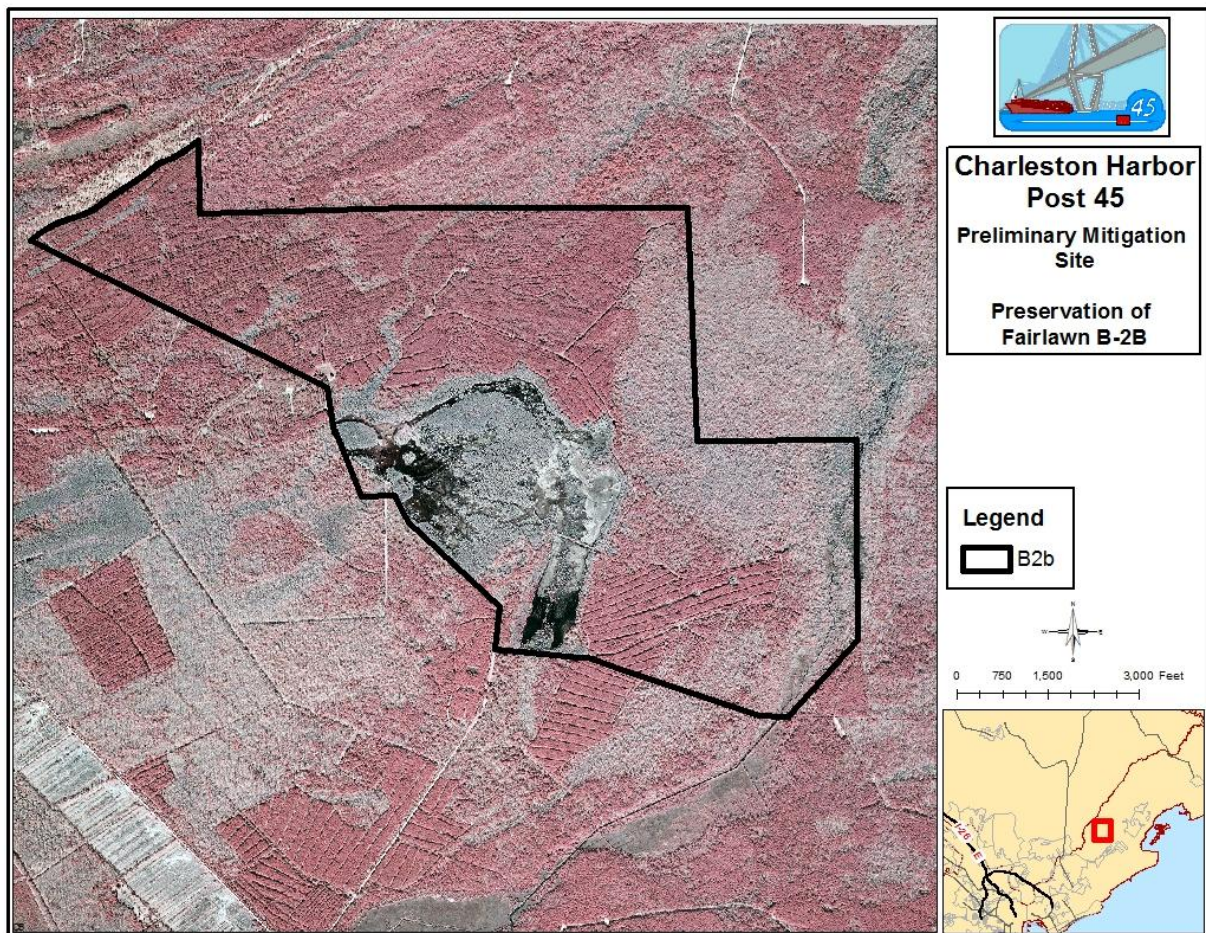 45
Charleston Harbor
Post 45
Preliminary Mitigation
Site
Preservation of
Fairlawn B-2B
Legend
B2b
N
W E
S
0 750 1,500 3,000 Feet
I-26 E